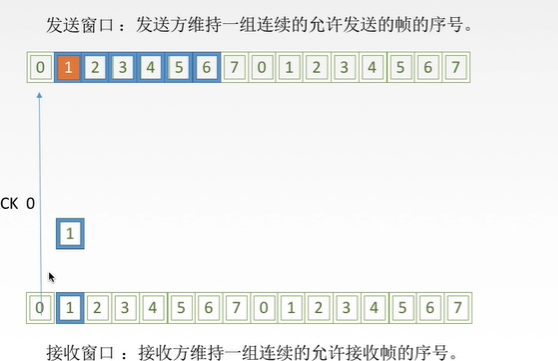 发送窗口：发送方维持一组连续的允许发送的帧的序号。
0 1 2 3 4 5 6 7 0 1 2 3 4 5 6 7
CK 0
1
0 1 2 3 4 5 6 7 0 1 2 3 4 5 6 7
接收窗口：接收方维持一组连续的允许接收帧的序号。